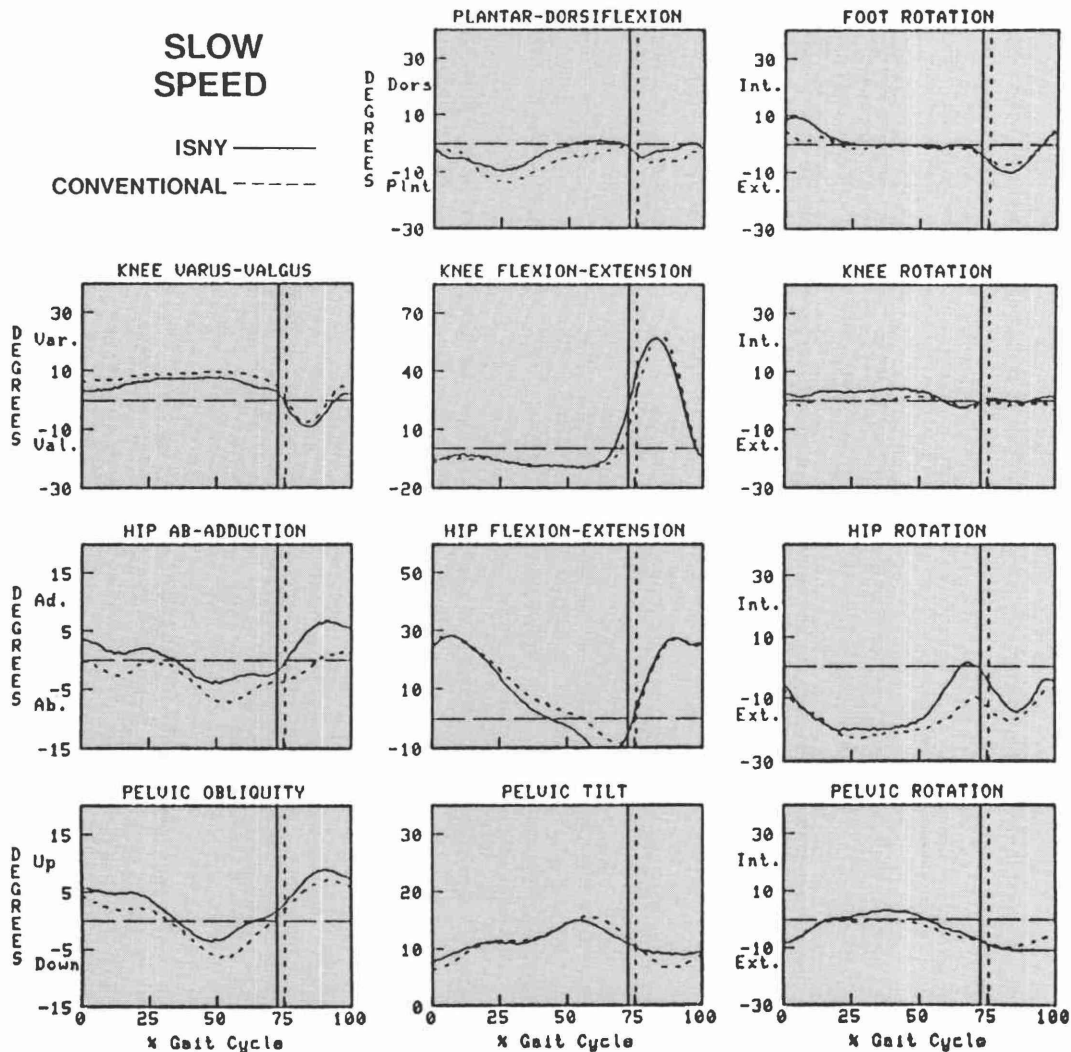 SLOW
SPEED
ISNY
CONVENTIONAL
PLANTAR-DORSIFLEXION
DEGREES
30
Dors
10
-10
Plnt
-30
FOOT ROTATION
30
Int.
10
-10
Ext.
-30
KNEE VARUS-VALGUS
DEGREES
30
Var.
10
-10
Val.
-30
KNEE FLEXION-EXTENSION
70
40
10
-20
KNEE ROTATION
30
Int.
10
-10
Ext.
-30
HIP AB-ADDUCTION
DEGREES
15
Ad.
5
-5
Ab.
-15
HIP FLEXION-EXTENSION
50
30
10
-10
HIP ROTATION
30
Int.
10
-10
Ext.
-30
PELVIC OBLIQUITY
DEGREES
15
Up
5
-5
Down
-15
0 25 50 75 100
% Gait Cycle
PELVIC TILT
30
20
10
0
0 25 50 75 100
% Gait Cycle
PELVIC ROTATION
30
Int.
10
-10
Ext.
-30
0 25 50 75 100
% Gait Cycle